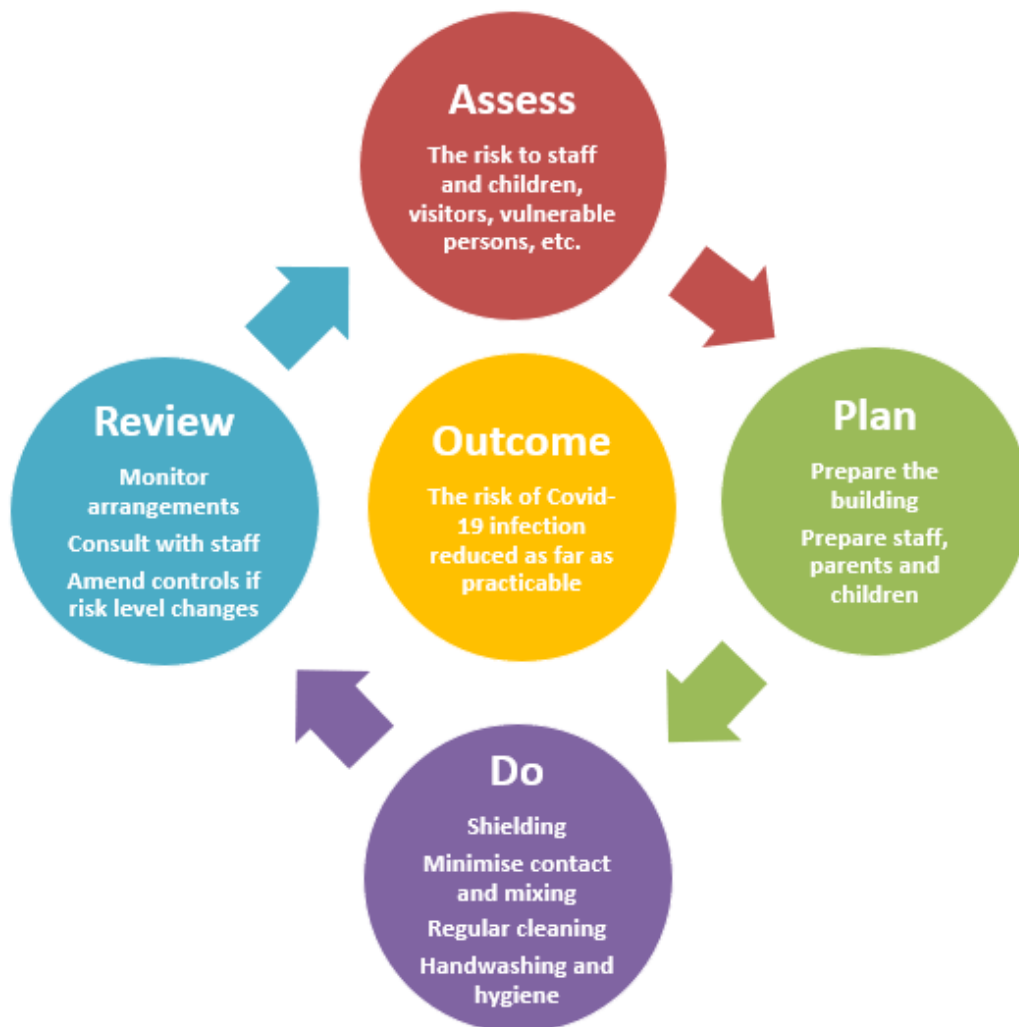 Assess
The risk to staff
and children,
visitors, vulnerable
persons, etc.
Plan
Prepare the
building
Prepare staff,
parents and
children
Do
Shielding
Minimise contact
and mixing
Regular cleaning
Handwashing and
hygiene
Review
Monitor
arrangements
Consult with staff
Amend controls if
risk level changes
Outcome
The risk of Covid-
19 infection
reduced as far as
practicable